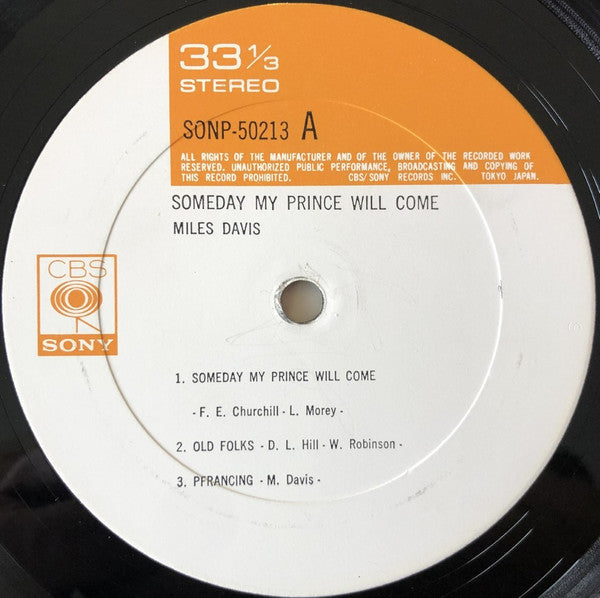 33 1/3
STEREO
SONP-50213 A
ALL RIGHTS OF THE MANUFACTURER AND OF THE OWNER OF THE RECORDED WORK
RESERVED. UNAUTHORIZED PUBLIC PERFORMANCE, BROADCASTING AND COPYING OF
THIS RECORD PROHIBITED. CBS/SONY RECORDS INC. TOKYO JAPAN.
SOMEDAY MY PRINCE WILL COME
MILES DAVIS
CBS
SONY
1. SOMEDAY MY PRINCE WILL COME
- F. E. Churchill - L. Morey -
2. OLD FOLKS - D. L. Hill - W. Robinson -
3. PFRANCING - M. Davis -